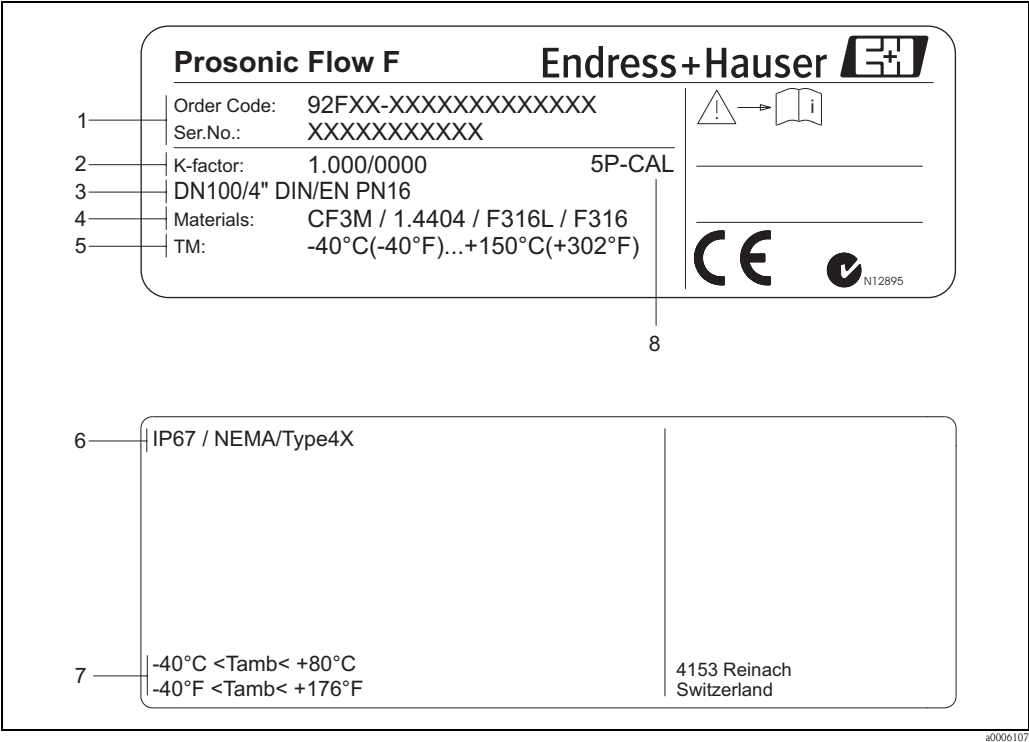 Prosonic Flow F Endress+Hauser
1 Order Code: 92FXX-XXXXXXXXXXXXX
Ser.No.: XXXXXXXXXXX
i
2 K-factor: 1.000/0000 5P-CAL
3 DN100/4" DIN/EN PN16
4 Materials: CF3M / 1.4404 / F316L / F316
5 TM: -40°C(-40°F)...+150°C(+302°F)
CE N12895
8
6 IP67 / NEMA/Type4X
7 -40°C <Tamb< +80°C
-40°F <Tamb< +176°F
4153 Reinach
Switzerland
a0006107